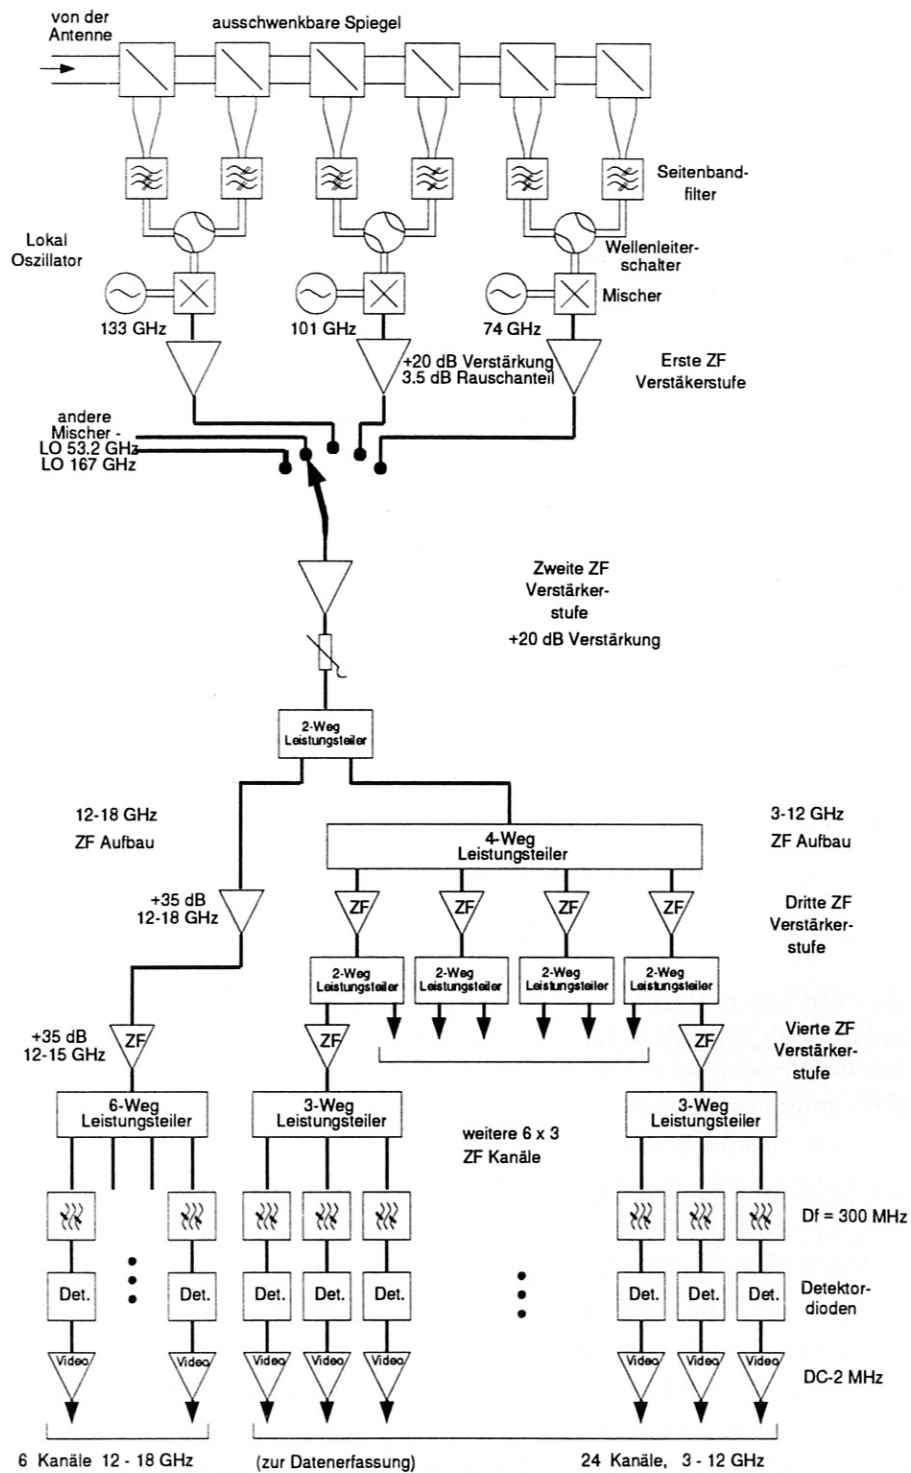 von der
Antenne
ausschwenkbare Spiegel
Seitenband-
filter
Lokal
Oszillator
Wellenleiter-
schalter
Mischer
133 GHz
101 GHz
74 GHz
+20 dB Verstärkung
3.5 dB Rauschanteil
Erste ZF
Verstäkerstufe
andere
Mischer -
LO 53.2 GHz
LO 167 GHz
Zweite ZF
Verstärker-
stufe
+20 dB Verstärkung
2-Weg
Leistungsteiler
12-18 GHz
ZF Aufbau
3-12 GHz
ZF Aufbau
4-Weg
Leistungsteiler
+35 dB
12-18 GHz
ZF
ZF
ZF
ZF
Dritte ZF
Verstärker-
stufe
2-Weg
Leistungsteiler
2-Weg
Leistungsteiler
2-Weg
Leistungsteiler
2-Weg
Leistungsteiler
+35 dB
12-15 GHz
ZF
ZF
ZF
Vierte ZF
Verstärker-
stufe
6-Weg
Leistungsteiler
3-Weg
Leistungsteiler
weitere 6 x 3
ZF Kanäle
3-Weg
Leistungsteiler
Df = 300 MHz
Det.
Det.
Det.
Det.
Det.
Det.
Det.
Det.
Detektor-
dioden
Video
Video
Video
Video
Video
Video
Video
Video
DC-2 MHz
6 Kanäle 12 - 18 GHz
(zur Datenerfassung)
24 Kanäle, 3 - 12 GHz